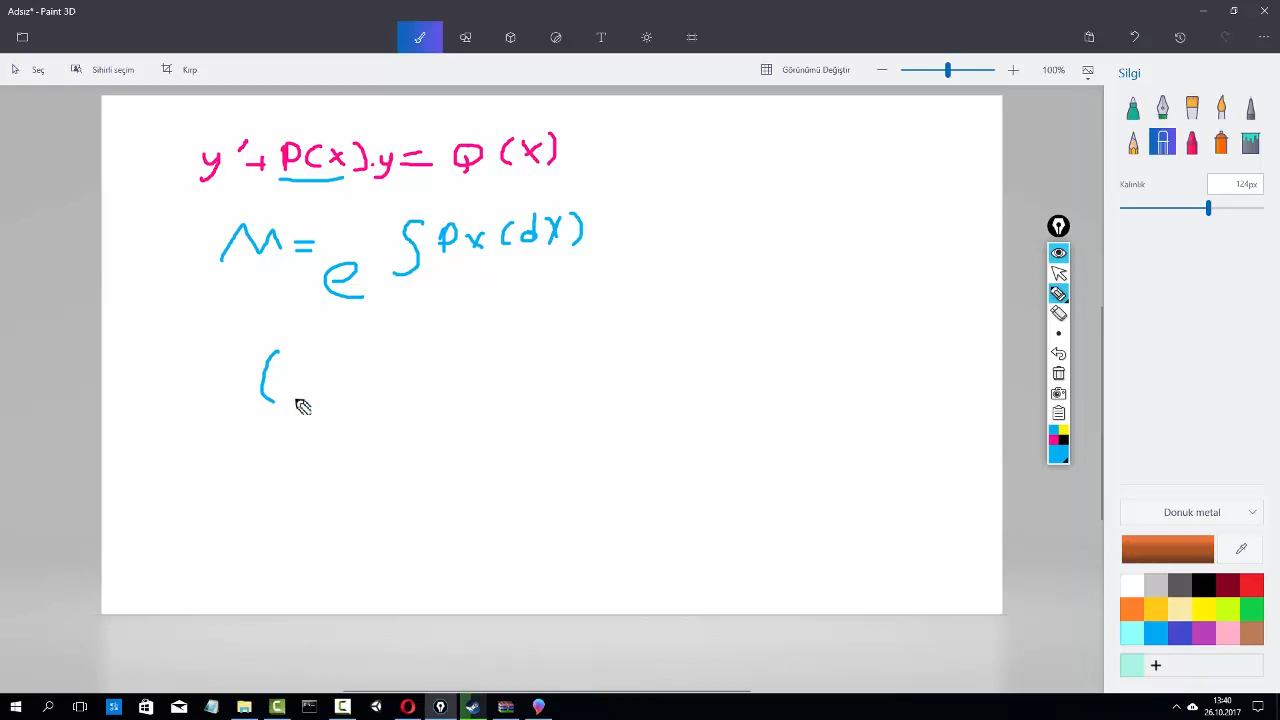 Adsız* - Paint 3D
Seç
Sihirli seçim
Kırp
Görünümü Değiştir
100%
Silgi
Kalınlık
124px
y' + P(x).y = Q(x)
M = e ∫ Px(dx)
(
Donuk metal
13:40
26.10.2017